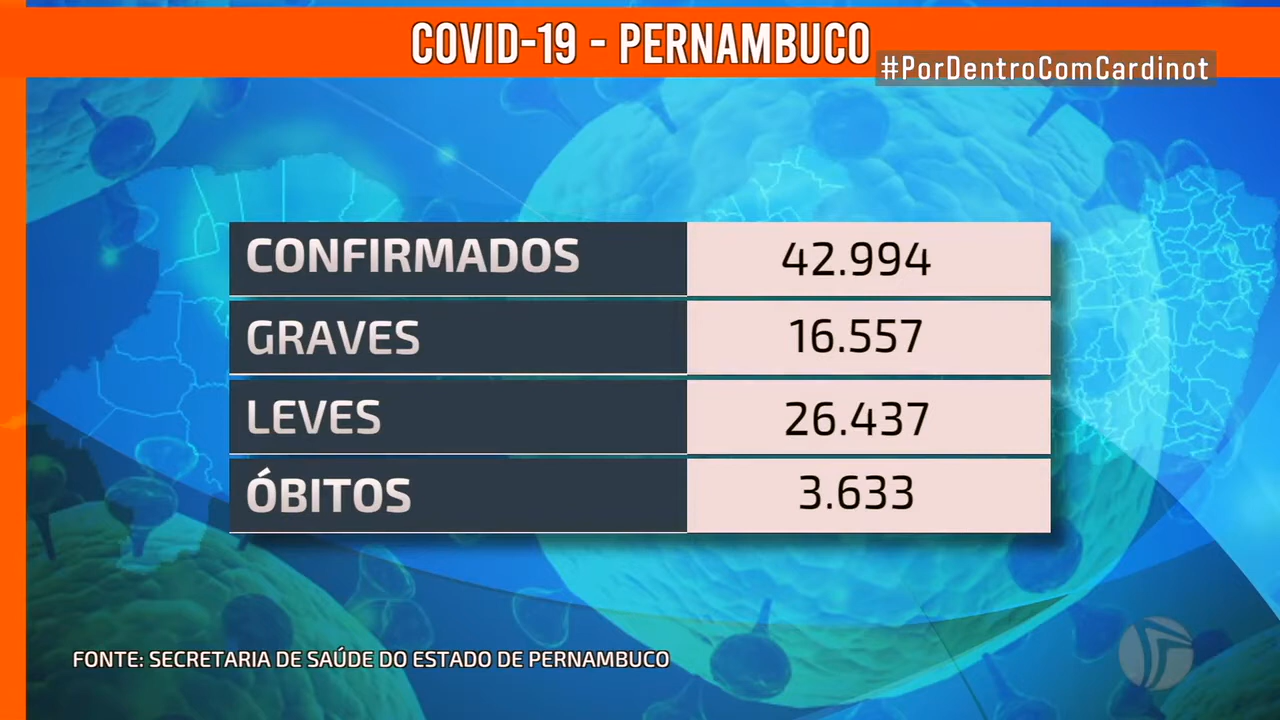 COVID-19 - PERNAMBUCO
#PorDentroComCardinot
CONFIRMADOS 42.994
GRAVES 16.557
LEVES 26.437
ÓBITOS 3.633
FONTE: SECRETARIA DE SAÚDE DO ESTADO DE PERNAMBUCO